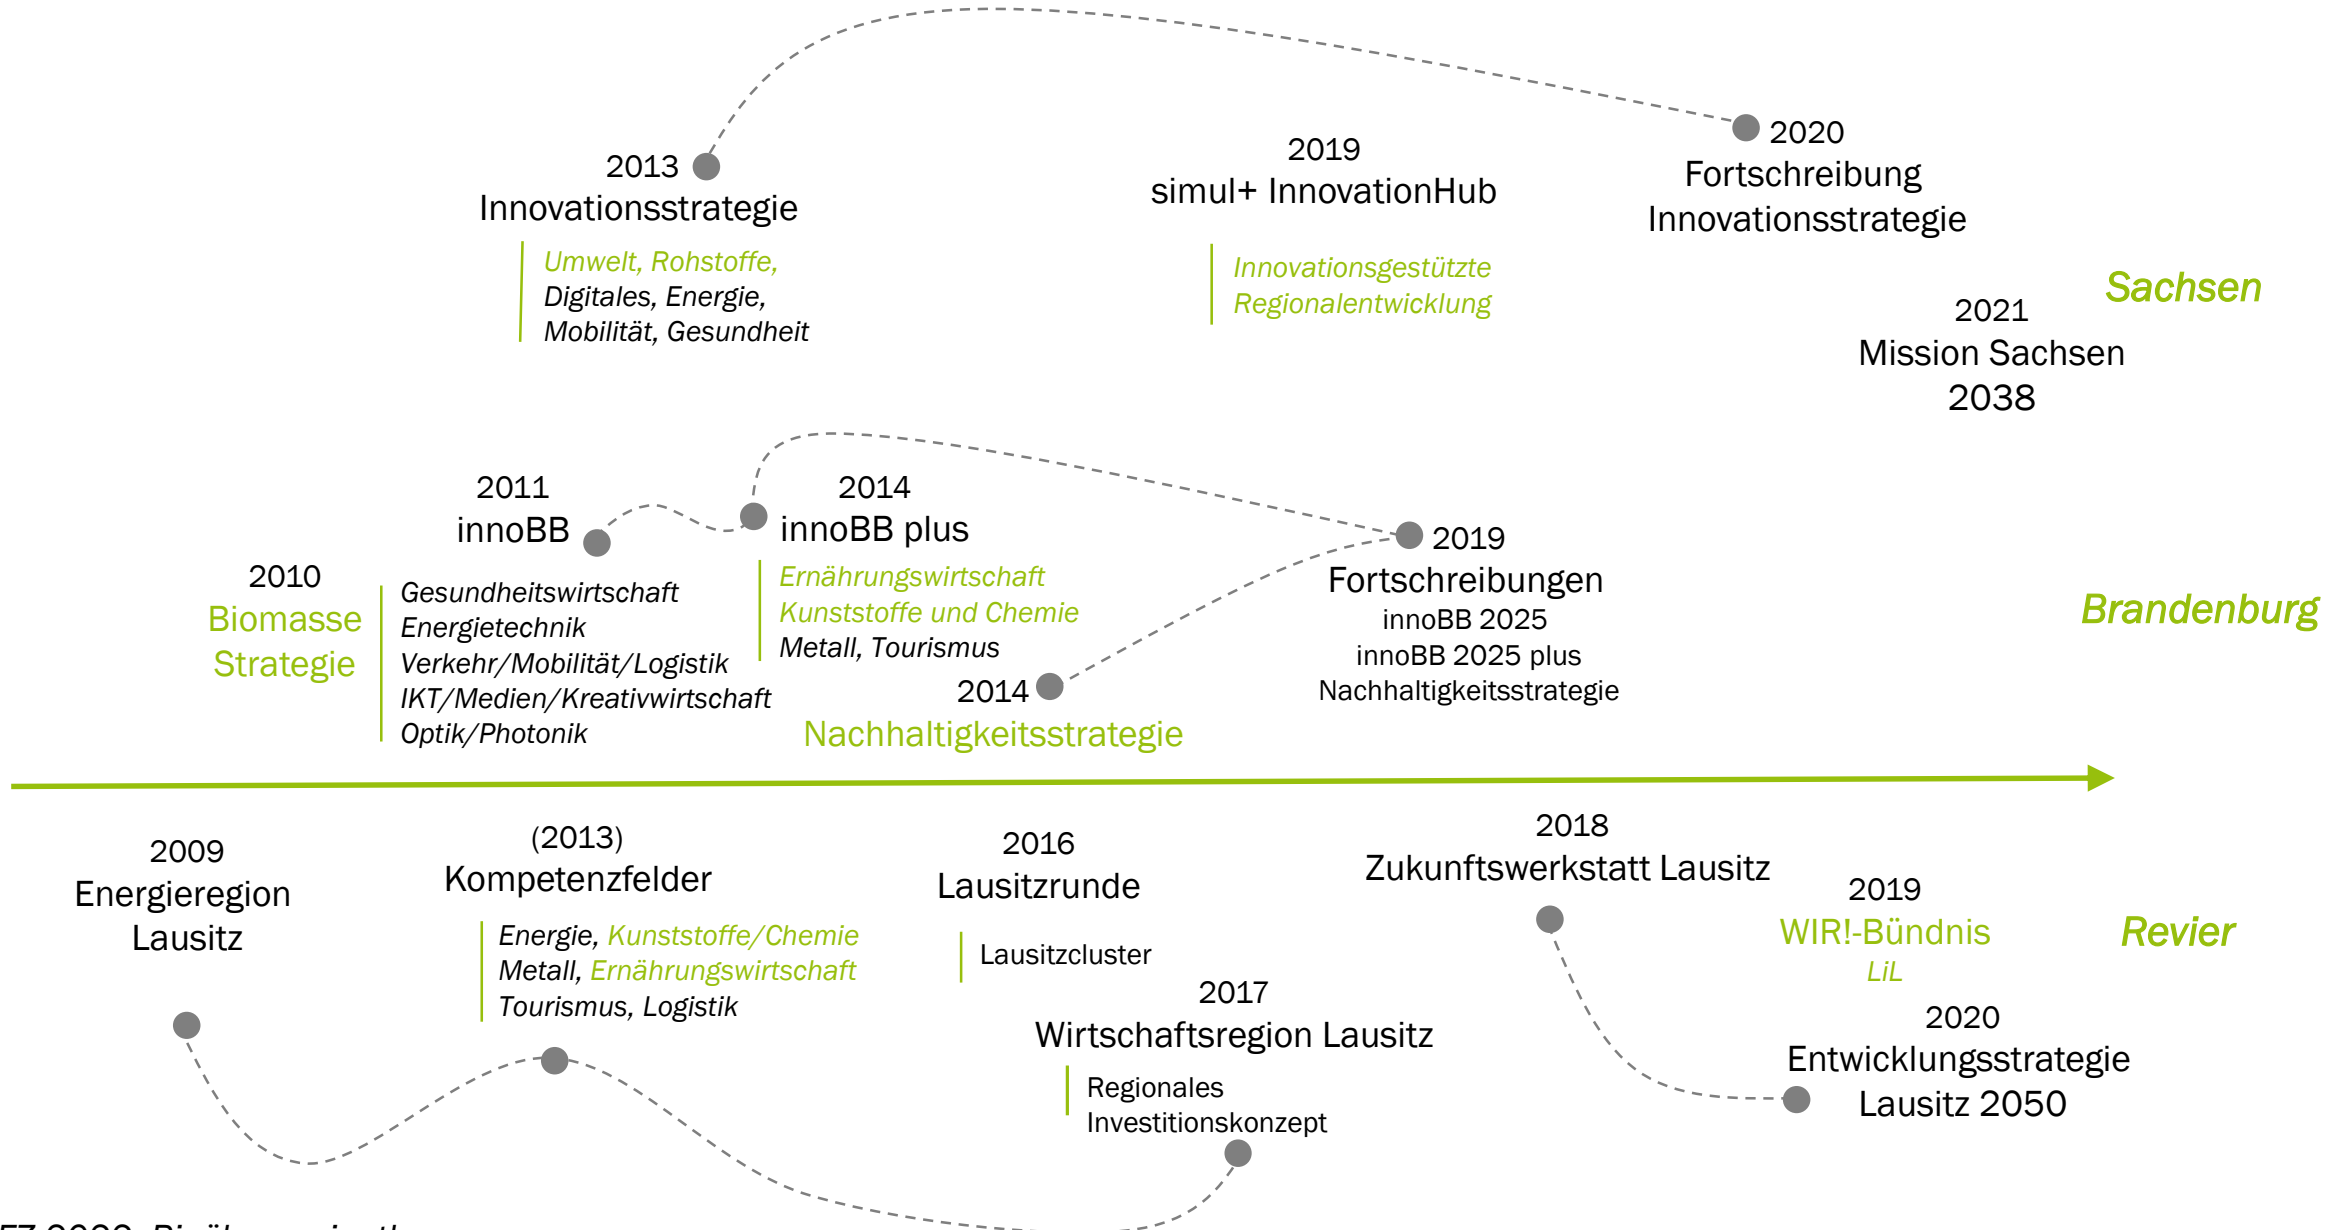 2013
Innovationsstrategie
Umwelt, Rohstoffe,
Digitales, Energie,
Mobilität, Gesundheit
2019
simul+ InnovationHub
Innovationsgestützte
Regionalentwicklung
2020
Fortschreibung
Innovationsstrategie
Sachsen
2021
Mission Sachsen
2038
2010
Biomasse
Strategie
2011
innoBB
Gesundheitswirtschaft
Energietechnik
Verkehr/Mobilität/Logistik
IKT/Medien/Kreativwirtschaft
Optik/Photonik
2014
innoBB plus
Ernährungswirtschaft
Kunststoffe und Chemie
Metall, Tourismus
2014
Nachhaltigkeitsstrategie
2019
Fortschreibungen
innoBB 2025
innoBB 2025 plus
Nachhaltigkeitsstrategie
Brandenburg
2009
Energieregion
Lausitz
(2013)
Kompetenzfelder
Energie, Kunststoffe/Chemie
Metall, Ernährungswirtschaft
Tourismus, Logistik
2016
Lausitzrunde
Lausitzcluster
2017
Wirtschaftsregion Lausitz
Regionales
Investitionskonzept
2018
Zukunftswerkstatt Lausitz
2019
WIR!-Bündnis
LiL
Revier
2020
Entwicklungsstrategie
Lausitz 2050